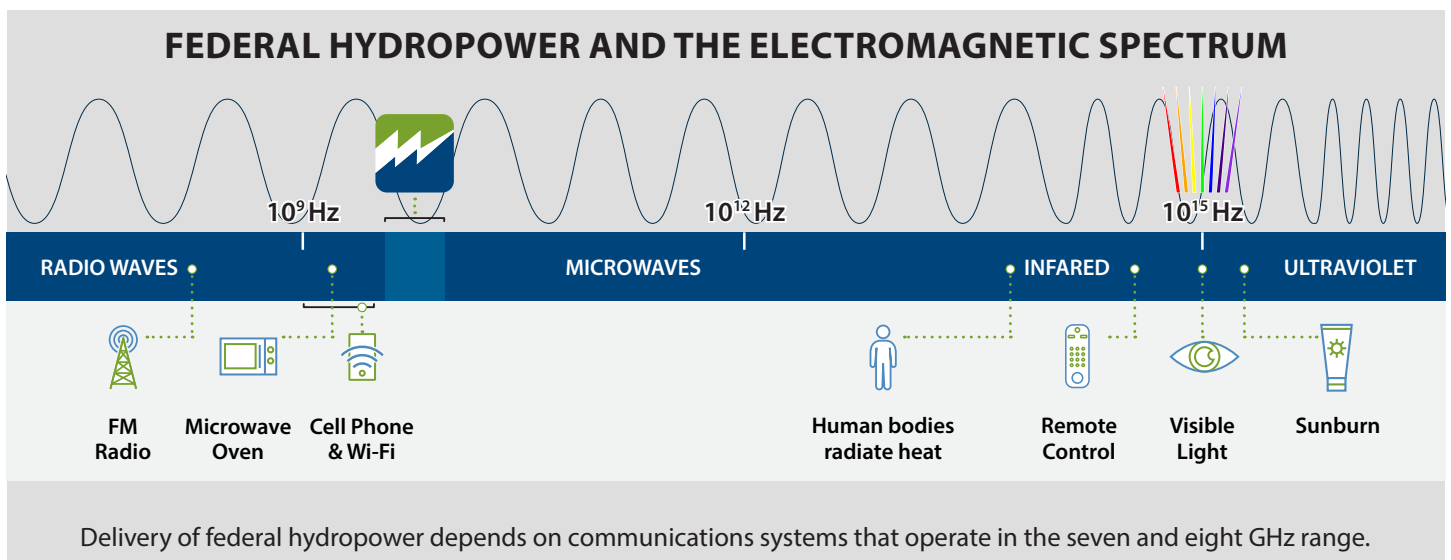 FEDERAL HYDROPOWER AND THE ELECTROMAGNETIC SPECTRUM
10⁹ Hz
10¹² Hz
10¹⁵ Hz
RADIO WAVES
MICROWAVES
INFARED
ULTRAVIOLET
FM
Radio
Microwave
Oven
Cell Phone
& Wi-Fi
Human bodies
radiate heat
Remote
Control
Visible
Light
Sunburn
Delivery of federal hydropower depends on communications systems that operate in the seven and eight GHz range.